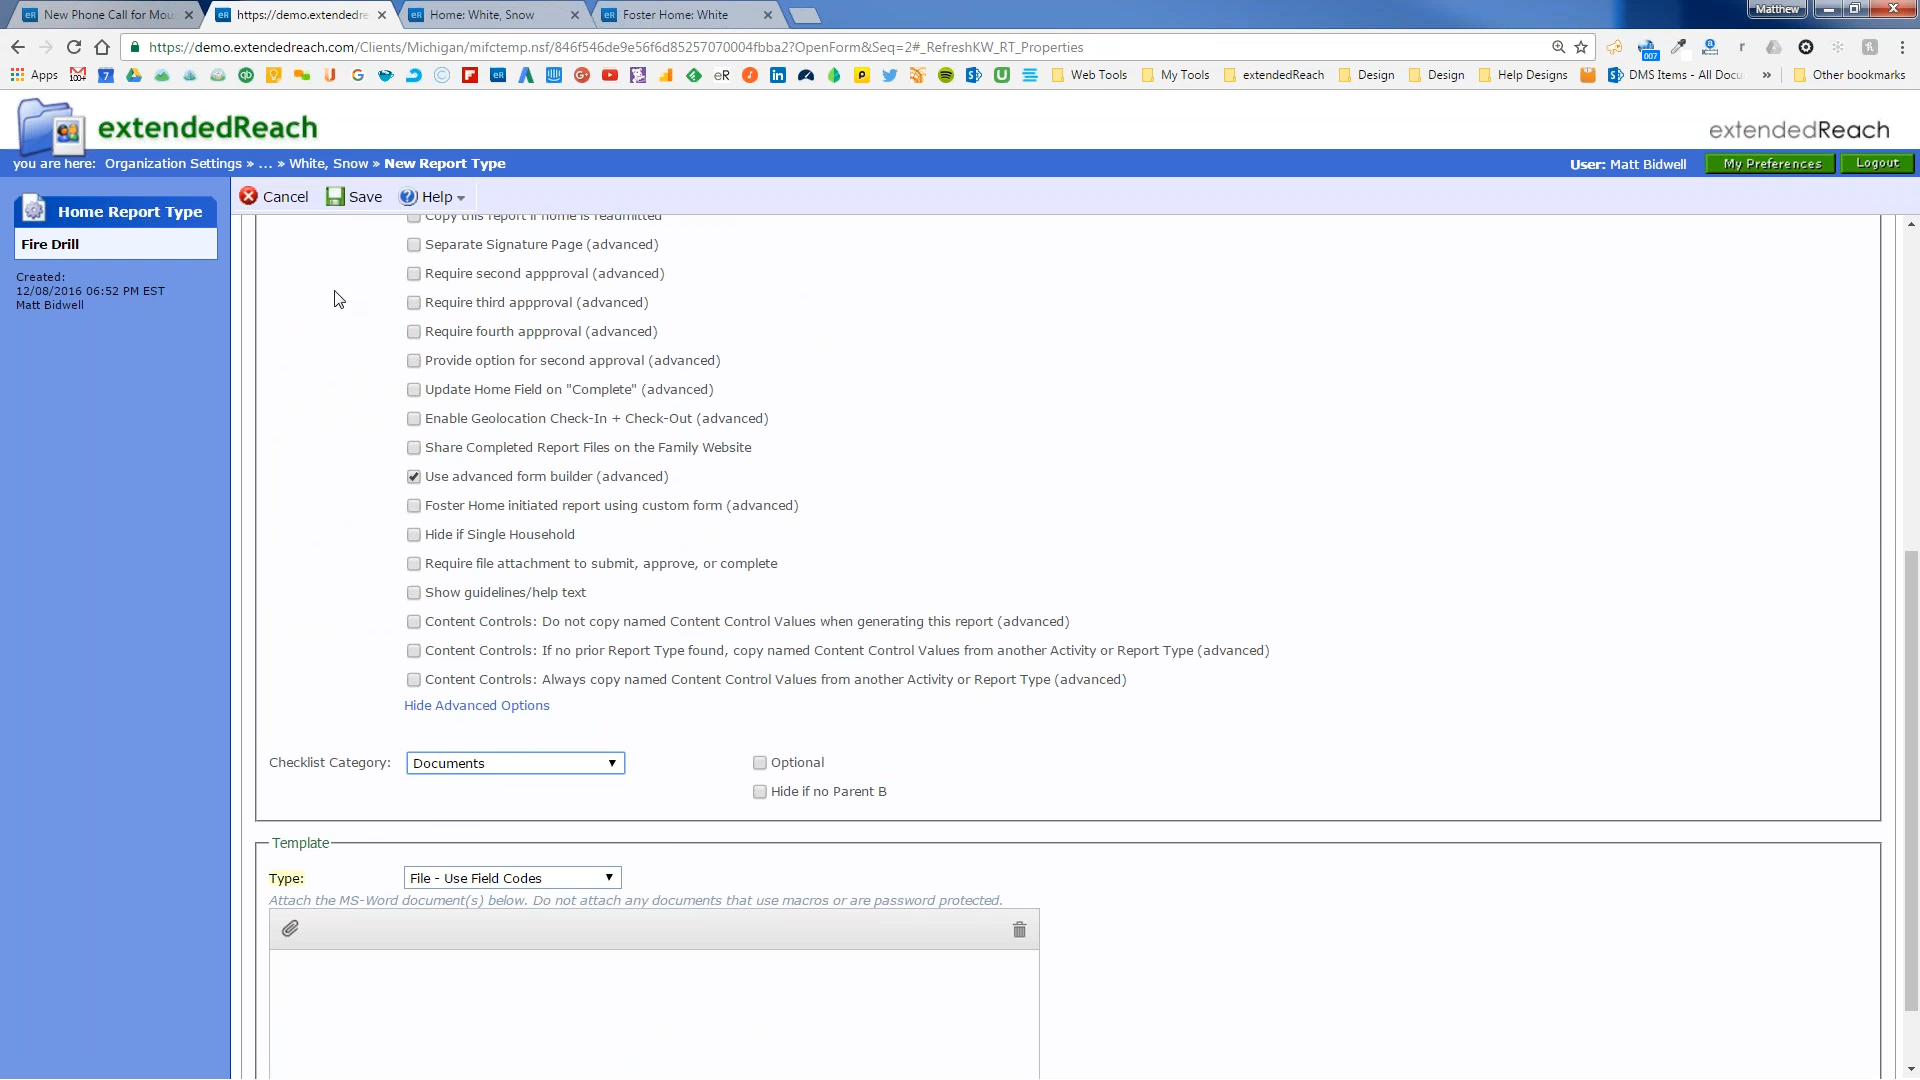 New Phone Call for Mou
https://demo.extendedre
Home: White, Snow
Foster Home: White
Matthew
https://demo.extendedreach.com/Clients/Michigan/mifctemp.nsf/846f546de9e56f6d85257070004fbba2?OpenForm&Seq=2#_RefreshKW_RT_Properties
Apps
Web Tools
My Tools
extendedReach
Design
Design
Help Designs
DMS Items - All Docu
»
Other bookmarks
extendedReach
extendedReach
you are here: Organization Settings » ... » White, Snow » New Report Type
User: Matt Bidwell
My Preferences
Logout
Home Report Type
Fire Drill
Created:
12/08/2016 06:52 PM EST
Matt Bidwell
Cancel
Save
Help
Copy this report if home is readmitted
Separate Signature Page (advanced)
Require second appproval (advanced)
Require third appproval (advanced)
Require fourth appproval (advanced)
Provide option for second approval (advanced)
Update Home Field on "Complete" (advanced)
Enable Geolocation Check-In + Check-Out (advanced)
Share Completed Report Files on the Family Website
Use advanced form builder (advanced)
Foster Home initiated report using custom form (advanced)
Hide if Single Household
Require file attachment to submit, approve, or complete
Show guidelines/help text
Content Controls: Do not copy named Content Control Values when generating this report (advanced)
Content Controls: If no prior Report Type found, copy named Content Control Values from another Activity or Report Type (advanced)
Content Controls: Always copy named Content Control Values from another Activity or Report Type (advanced)
Hide Advanced Options
Checklist Category:
Documents
Optional
Hide if no Parent B
Template
Type:
File - Use Field Codes
Attach the MS-Word document(s) below. Do not attach any documents that use macros or are password protected.